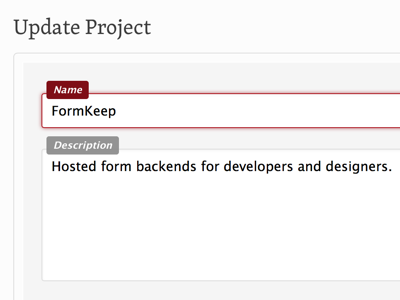 Update Project
Name
FormKeep
Description
Hosted form backends for developers and designers.